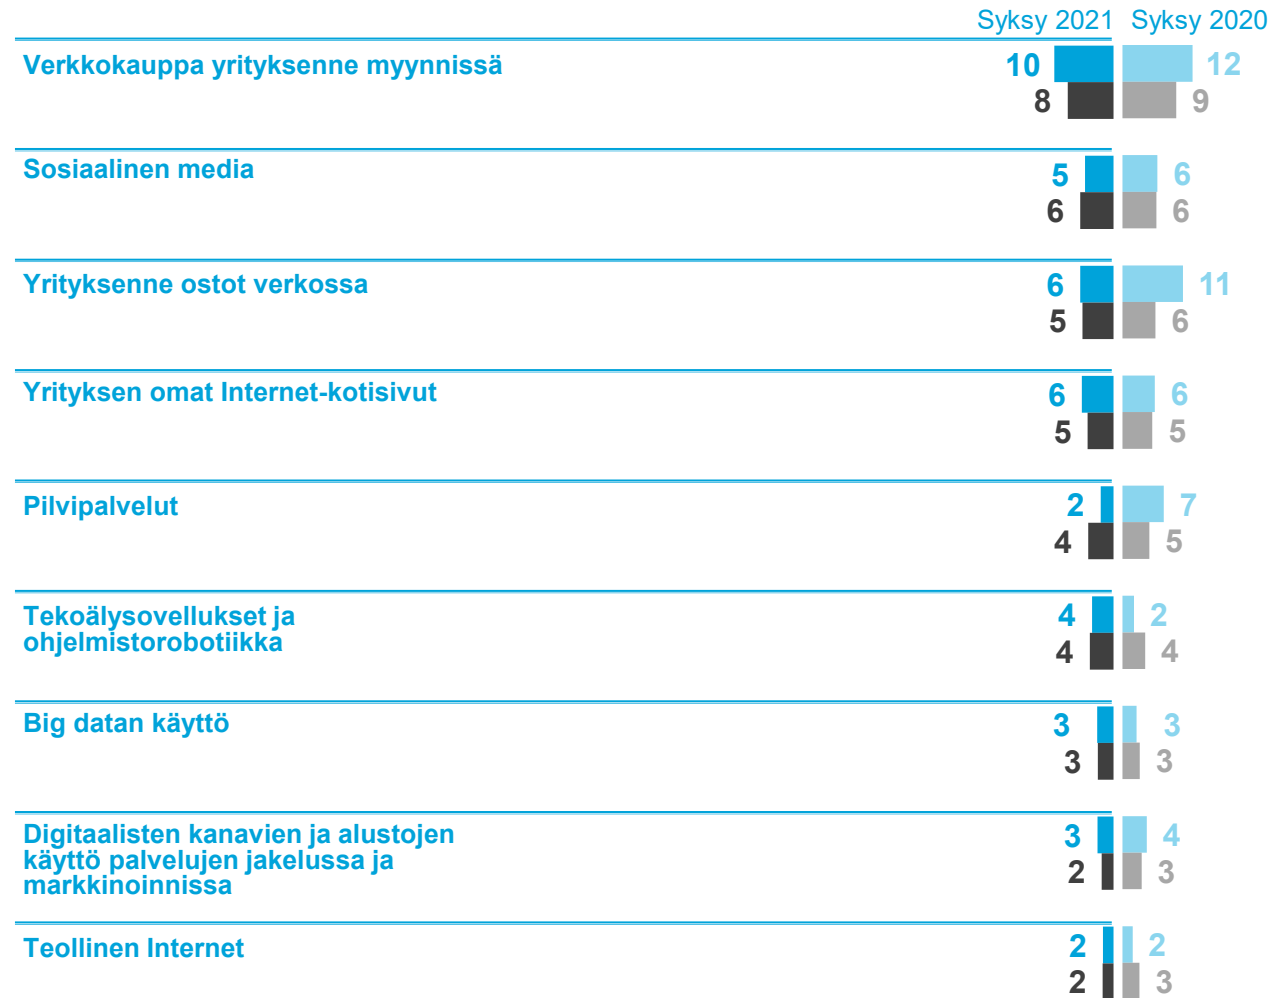 Syksy 2021 Syksy 2020
Verkkokauppa yrityksenne myynnissä
10 12
8 9
Sosiaalinen media
5 6
6 6
Yrityksenne ostot verkossa
6 11
5 6
Yrityksen omat Internet-kotisivut
6 6
5 5
Pilvipalvelut
2 7
4 5
Tekoälysovellukset ja
ohjelmistorobotiikka
4 2
4 4
Big datan käyttö
3 3
3 3
Digitaalisten kanavien ja alustojen
käyttö palvelujen jakelussa ja
markkinoinnissa
3 4
2 3
Teollinen Internet
2 2
2 3